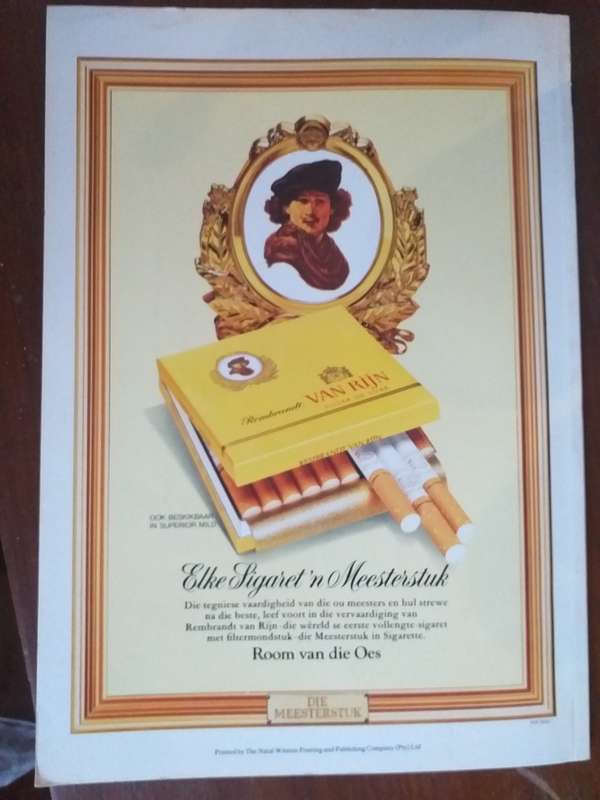 Rembrandt VAN RIJN
REMBRANDT VAN RIJN
OOK BESKIKBAAR
IN SUPERIOR MILD
Elke Sigaret 'n Meesterstuk
Die tegniese vaardigheid van die ou meesters en hul strewe
na die beste, leef voort in die vervaardiging van
Rembrandt van Rijn - die wêreld se eerste vollengte-sigaret
met filtermondstuk - die Meesterstuk in Sigarette.
Room van die Oes
DIE
MEESTERSTUK
Printed by The Natal Witness Printing and Publishing Company (Pty) Ltd